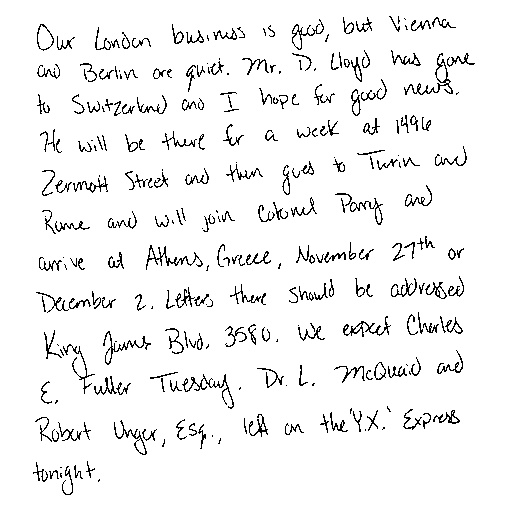 Our London business is good, but Vienna
and Berlin are quiet. Mr. D. Lloyd has gone
to Switzerland and I hope for good news.
He will be there for a week at 1496
Zermott Street and then goes to Turin and
Rome and will join Colonel Parry and
arrive at Athens, Greece, November 27th or
December 2. Letters there should be addressed
King James Blvd. 3580. We expect Charles
E. Fuller Tuesday. Dr. L. McQuaid and
Robert Unger, Esq., left on the 'Y.X.' Express
tonight.